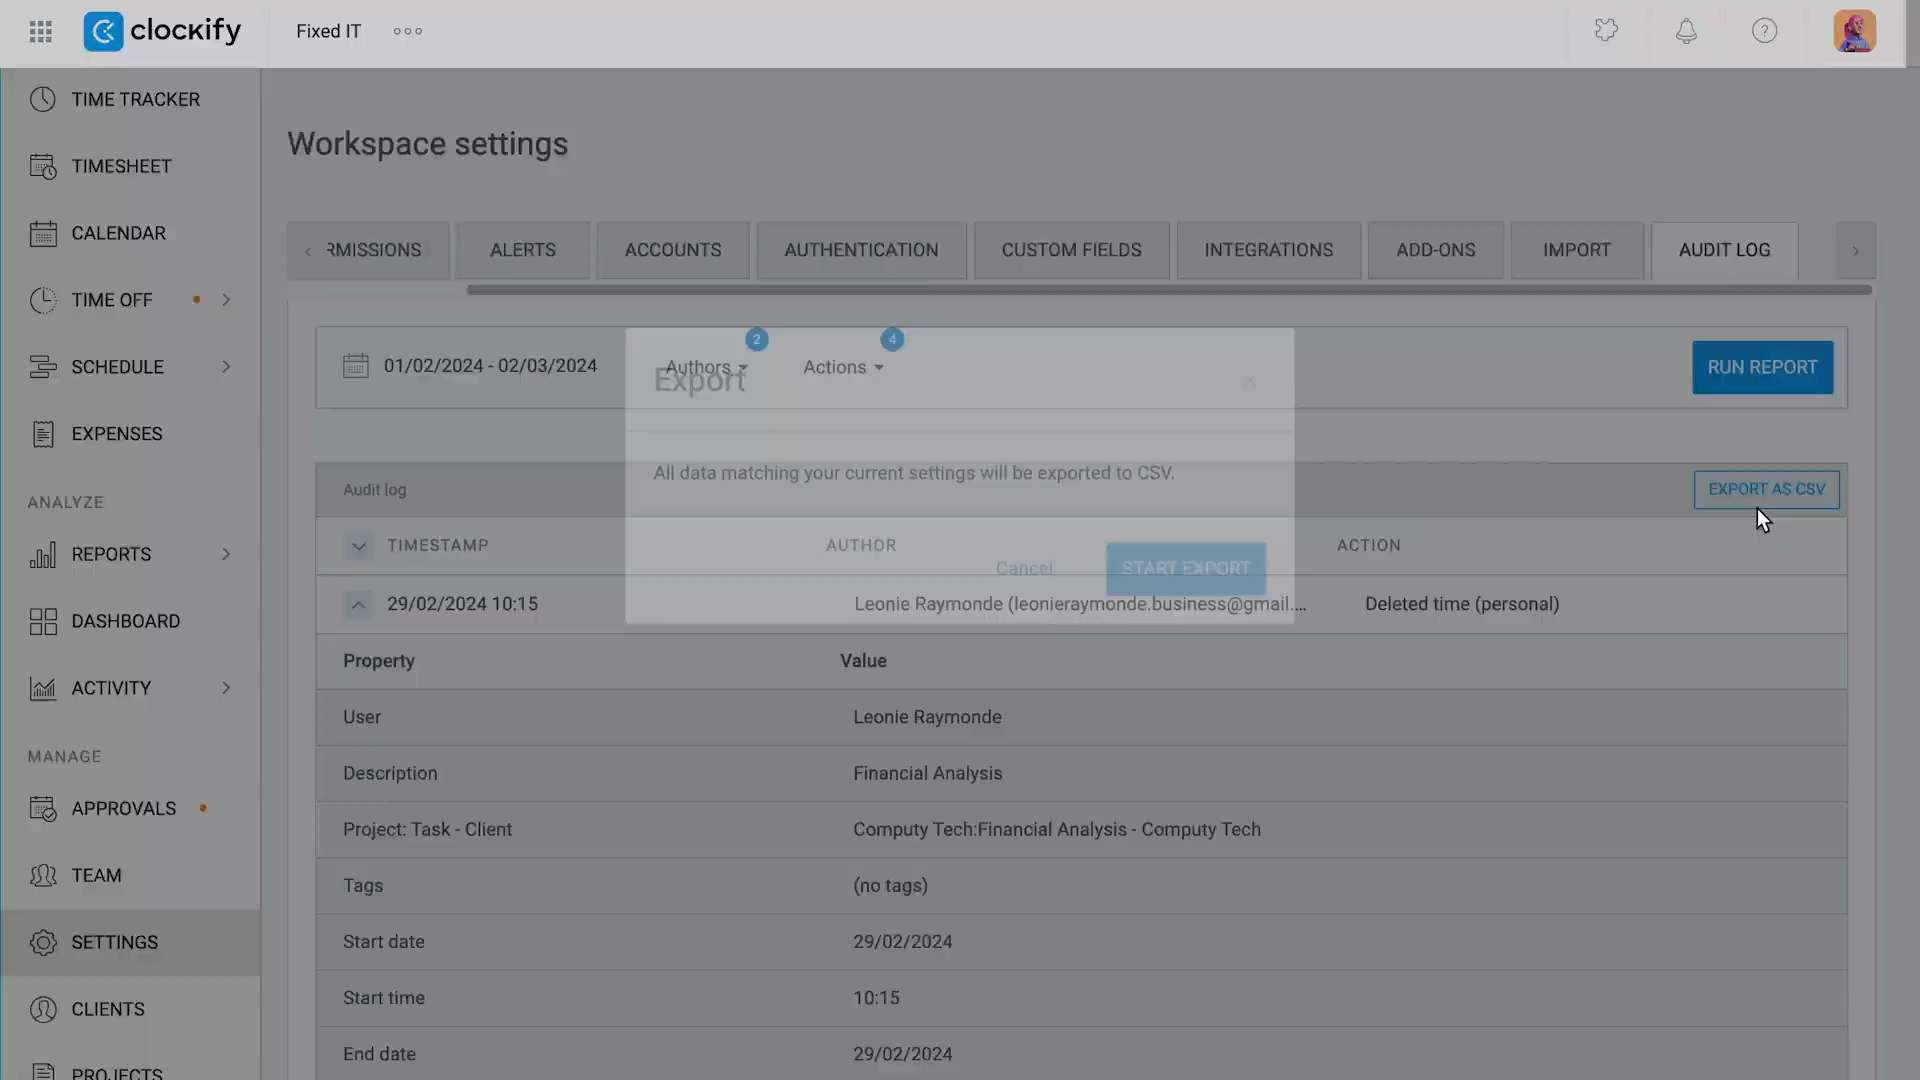 clockify
Fixed IT
TIME TRACKER
TIMESHEET
CALENDAR
TIME OFF
SCHEDULE
EXPENSES
ANALYZE
REPORTS
DASHBOARD
ACTIVITY
MANAGE
APPROVALS
TEAM
SETTINGS
CLIENTS
PROJECTS
Workspace settings
RMISSIONS
ALERTS
ACCOUNTS
AUTHENTICATION
CUSTOM FIELDS
INTEGRATIONS
ADD-ONS
IMPORT
AUDIT LOG
01/02/2024 - 02/03/2024
Authors
2
Actions
4
RUN REPORT
Export
All data matching your current settings will be exported to CSV.
Cancel
START EXPORT
Audit log
EXPORT AS CSV
TIMESTAMP
AUTHOR
ACTION
29/02/2024 10:15
Leonie Raymonde (leonieraymonde.business@gmail....
Deleted time (personal)
Property
Value
User
Leonie Raymonde
Description
Financial Analysis
Project: Task - Client
Computy Tech:Financial Analysis - Computy Tech
Tags
(no tags)
Start date
29/02/2024
Start time
10:15
End date
29/02/2024